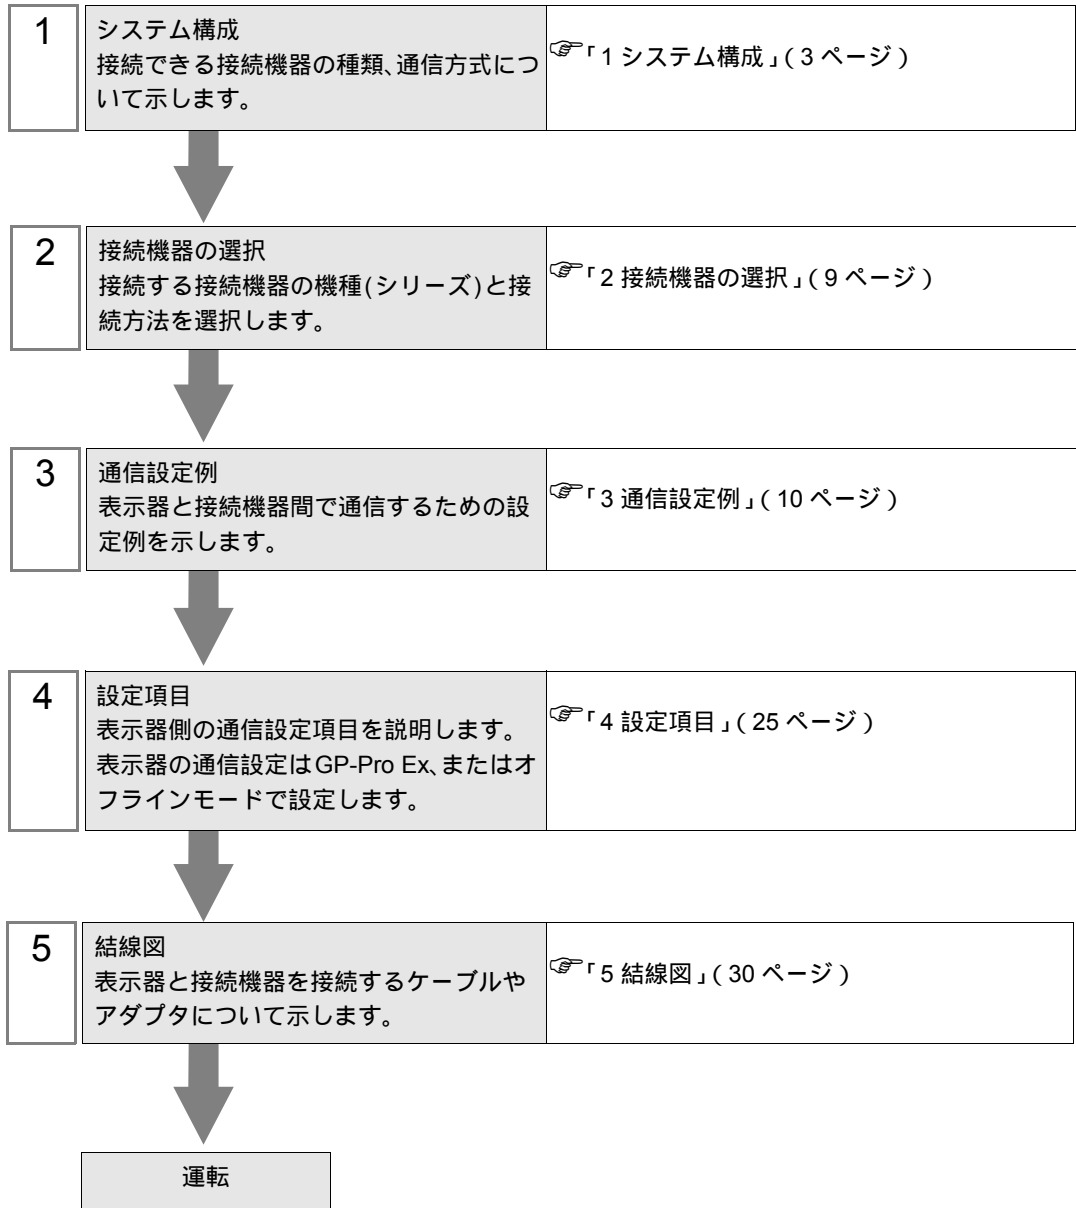 1
システム構成
接続できる接続機器の種類、通信方式につ
いて示します。
☞「1 システム構成」( 3 ページ )
2
接続機器の選択
接続する接続機器の機種(シリーズ)と接
続方法を選択します。
☞「2 接続機器の選択」( 9 ページ )
3
通信設定例
表示器と接続機器間で通信するための設
定例を示します。
☞「3 通信設定例」( 10 ページ )
4
設定項目
表示器側の通信設定項目を説明します。
表示器の通信設定はGP-Pro Ex、またはオ
フラインモードで設定します。
☞「4 設定項目」( 25 ページ )
5
結線図
表示器と接続機器を接続するケーブルや
アダプタについて示します。
☞「5 結線図」( 30 ページ )
運転